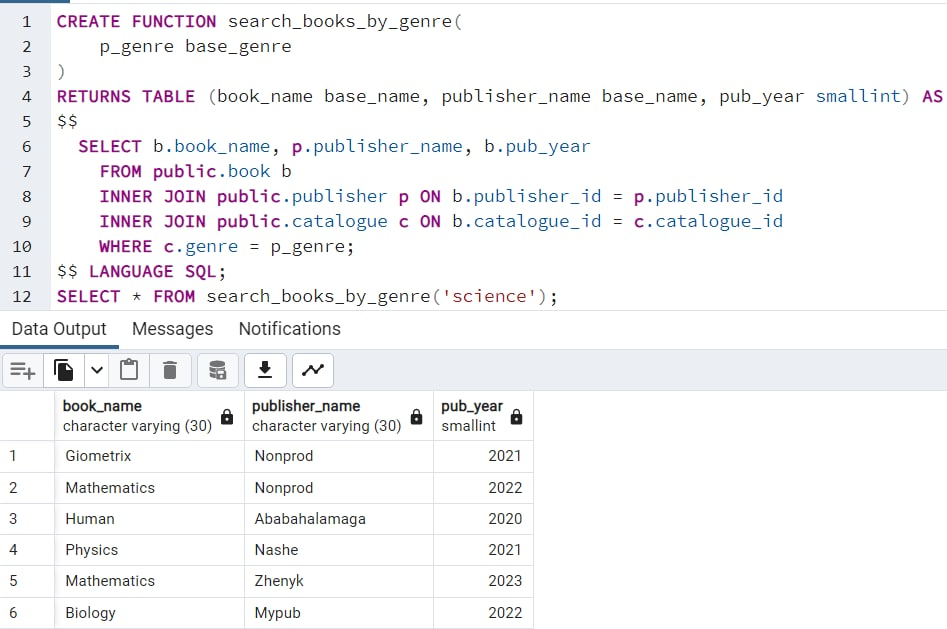 1 CREATE FUNCTION search_books_by_genre(
2 p_genre base_genre
3 )
4 RETURNS TABLE (book_name base_name, publisher_name base_name, pub_year smallint) AS
5 $$
6 SELECT b.book_name, p.publisher_name, b.pub_year
7 FROM public.book b
8 INNER JOIN public.publisher p ON b.publisher_id = p.publisher_id
9 INNER JOIN public.catalogue c ON b.catalogue_id = c.catalogue_id
10 WHERE c.genre = p_genre;
11 $$ LANGUAGE SQL;
12 SELECT * FROM search_books_by_genre('science');
Data Output Messages Notifications
book_name publisher_name pub_year
character varying (30) character varying (30) smallint
1 Giometrix Nonprod 2021
2 Mathematics Nonprod 2022
3 Human Ababahalamaga 2020
4 Physics Nashe 2021
5 Mathematics Zhenyk 2023
6 Biology Mypub 2022